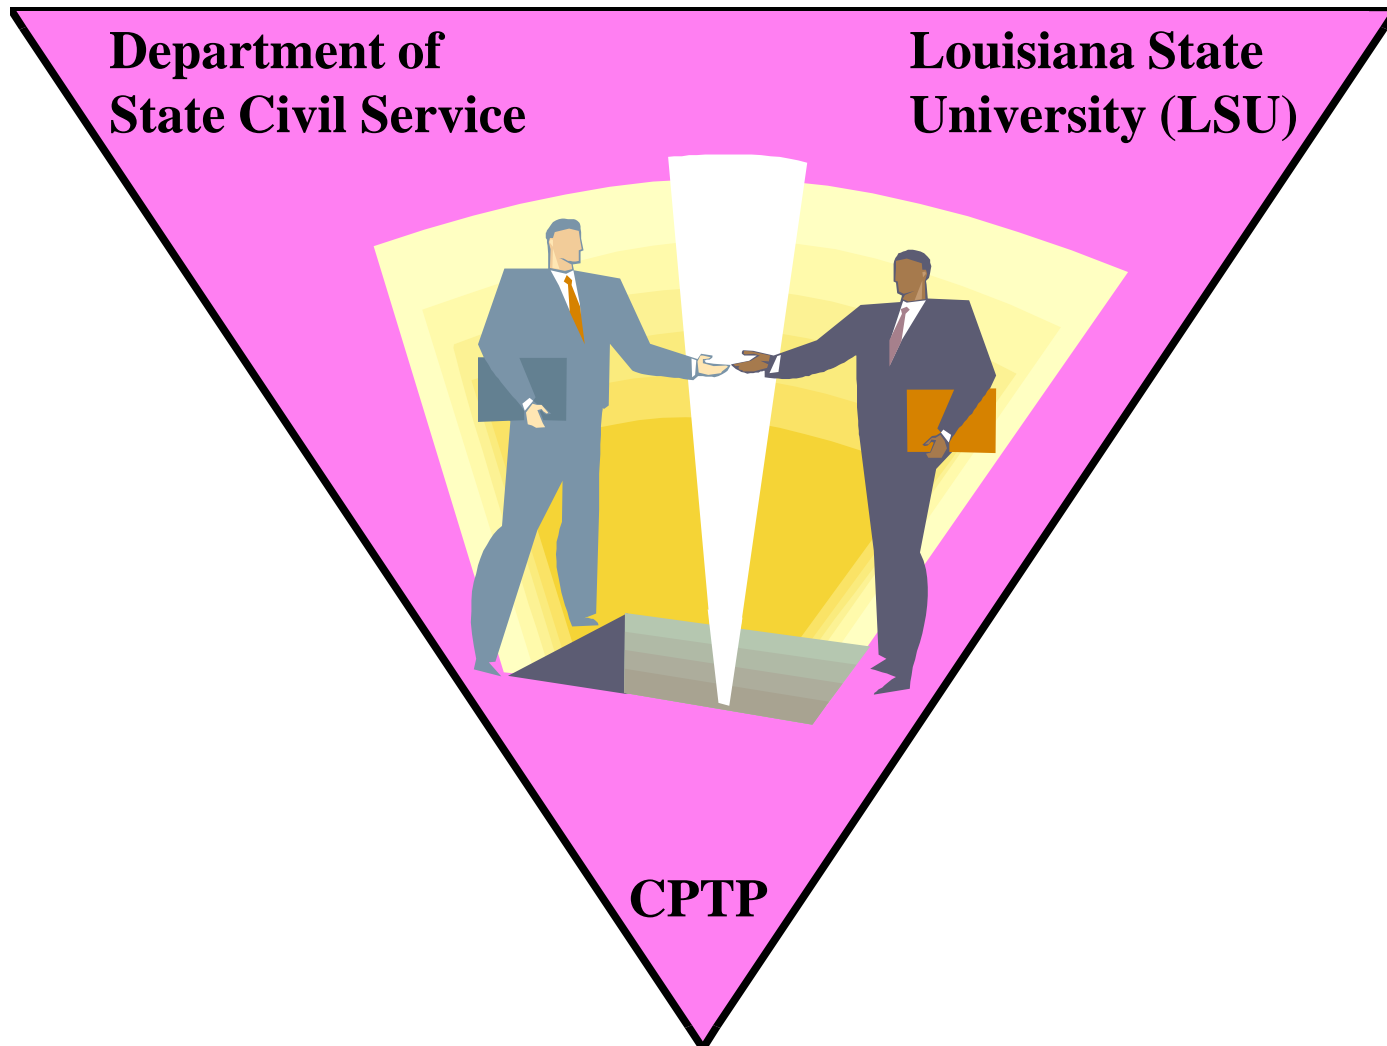 Department of
State Civil Service
Louisiana State
University (LSU)
CPTP